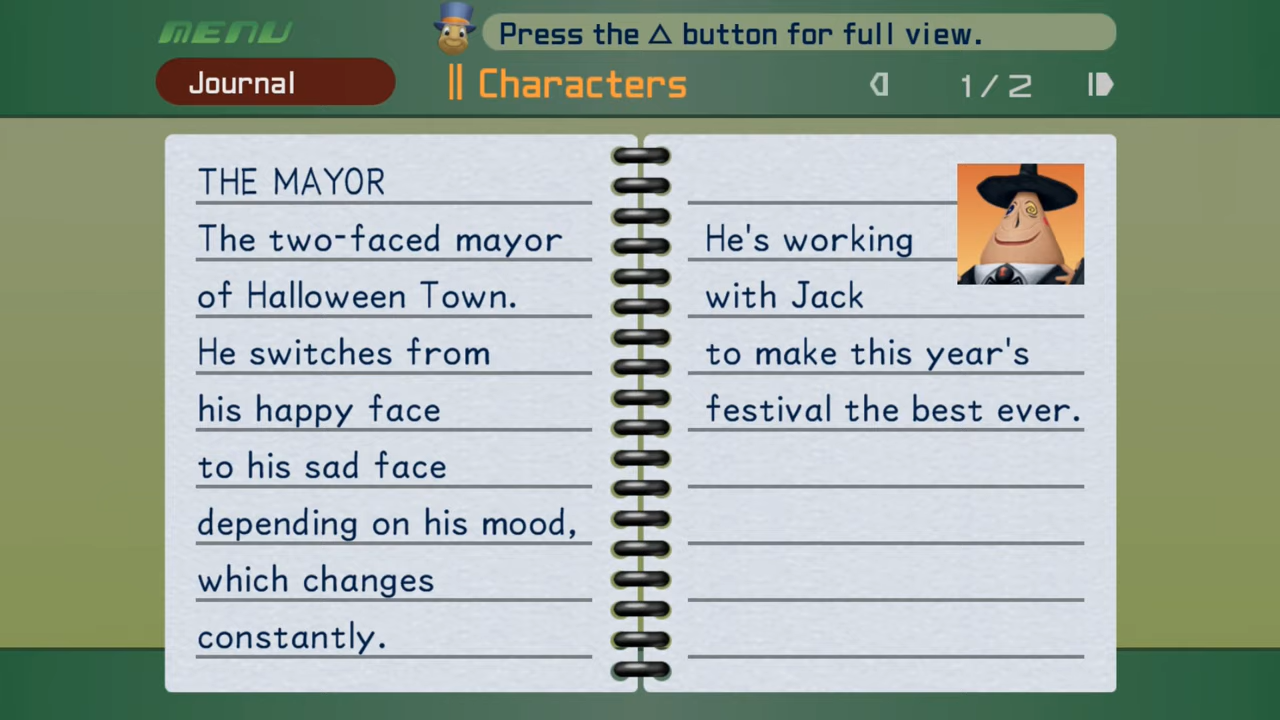 MENU
Press the △ button for full view.
Journal
Characters
1/2
THE MAYOR
The two-faced mayor
of Halloween Town.
He switches from
his happy face
to his sad face
depending on his mood,
which changes
constantly.
He's working
with Jack
to make this year's
festival the best ever.